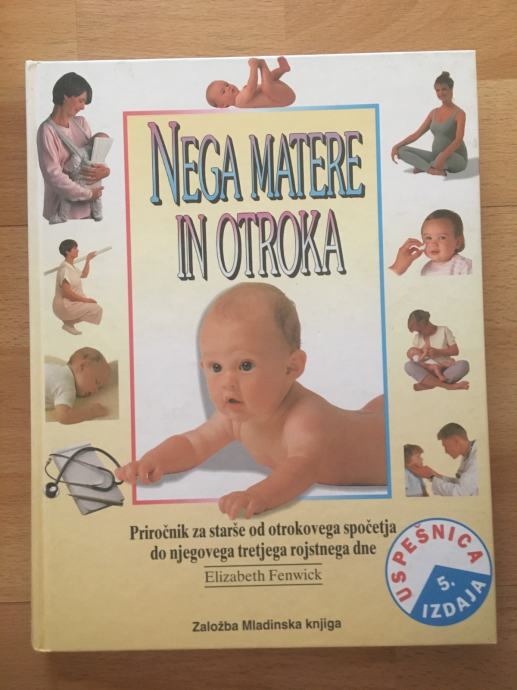 NEGA MATERE
IN OTROKA
Priročnik za starše od otrokovega spočetja
do njegovega tretjega rojstnega dne
Elizabeth Fenwick
USPEŠNICA
5.
IZDAJA
Založba Mladinska knjiga